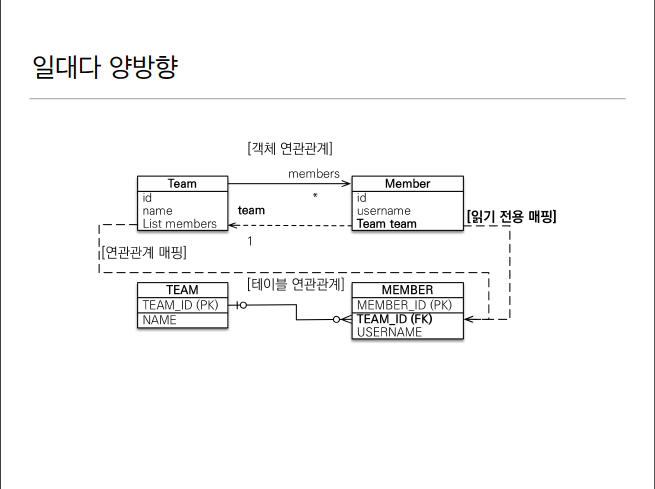 일대다 양방향
[객체 연관관계]
members
Team
Member
*
id
name
List members
team
id
username
Team team
[읽기 전용 매핑]
1
[연관관계 매핑]
[테이블 연관관계]
TEAM
MEMBER
TEAM_ID (PK)
NAME
MEMBER_ID (PK)
TEAM_ID (FK)
USERNAME